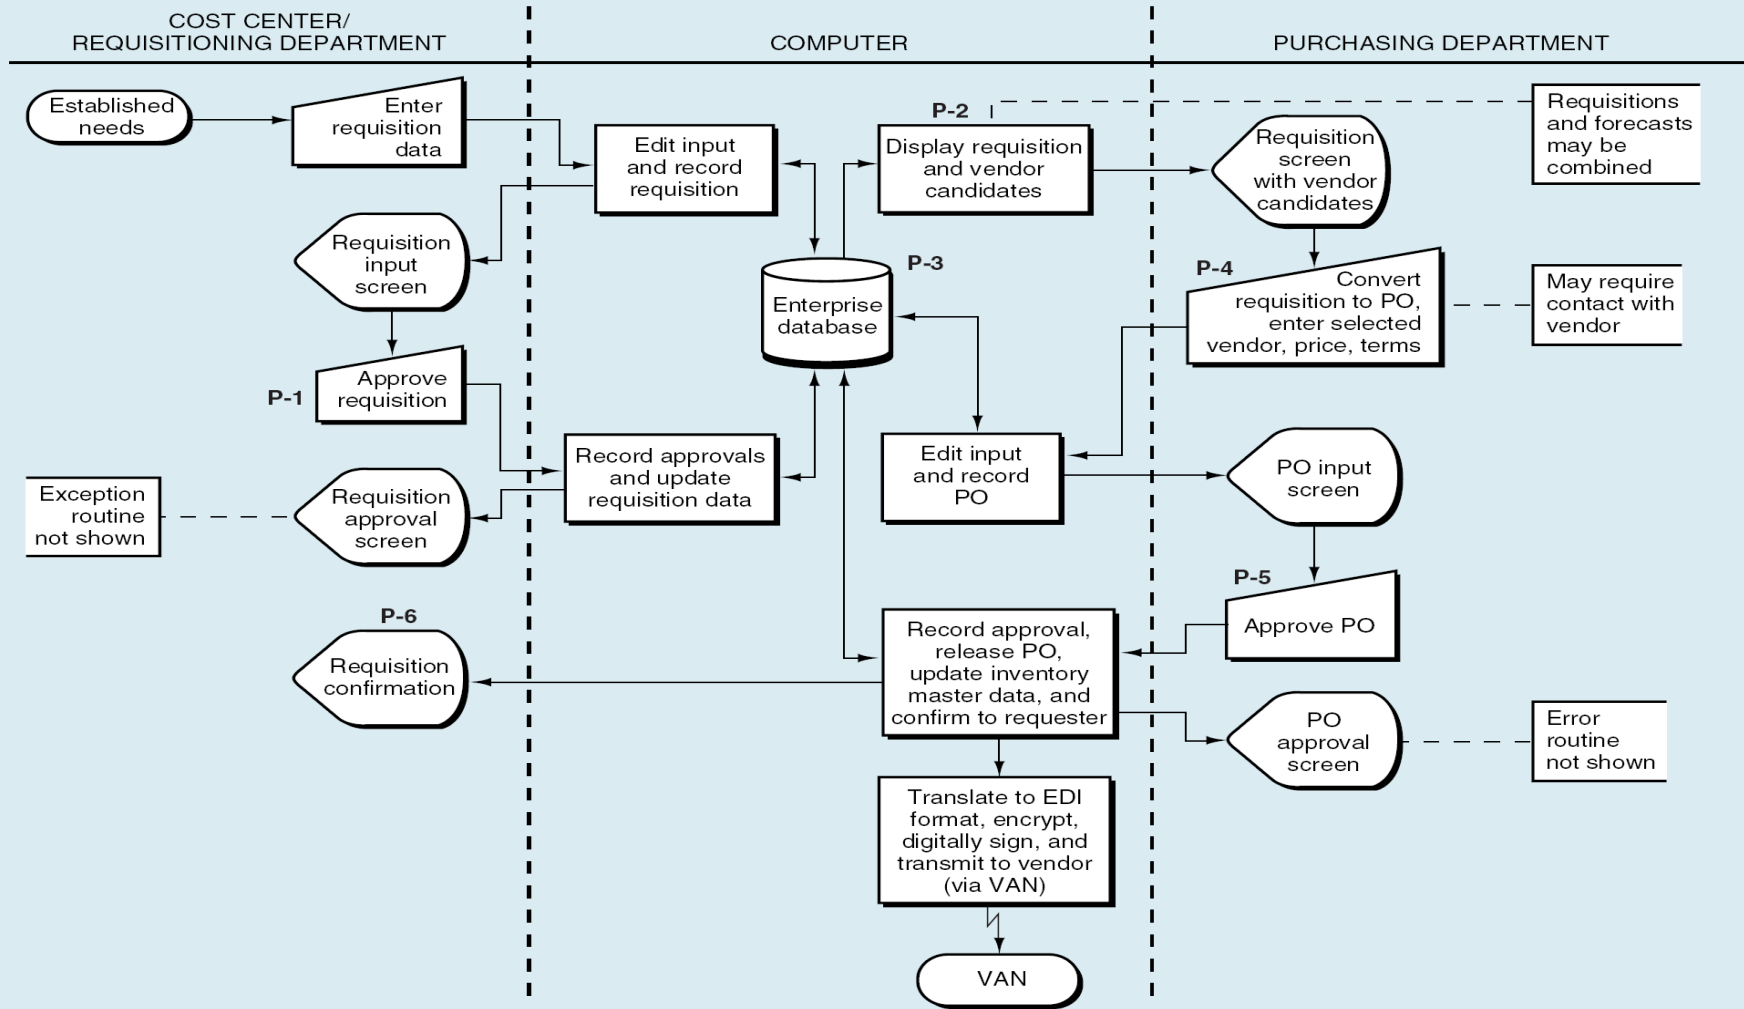 COST CENTER/
REQUISITIONING DEPARTMENT
COMPUTER
PURCHASING DEPARTMENT
Established
needs
Enter
requisition
data
Edit input
and record
requisition
P-2
Display requisition
and vendor
candidates
Requisition
screen
with vendor
candidates
Requisitions
and forecasts
may be
combined
Requisition
input
screen
P-3
Enterprise
database
P-4
Convert
requisition to PO,
enter selected
vendor, price, terms
May require
contact with
vendor
P-1
Approve
requisition
Record approvals
and update
requisition data
Edit input
and record
PO
PO input
screen
Exception
routine
not shown
Requisition
approval
screen
P-5
Approve PO
P-6
Requisition
confirmation
Record approval,
release PO,
update inventory
master data, and
confirm to requester
PO
approval
screen
Error
routine
not shown
Translate to EDI
format, encrypt,
digitally sign, and
transmit to vendor
(via VAN)
VAN